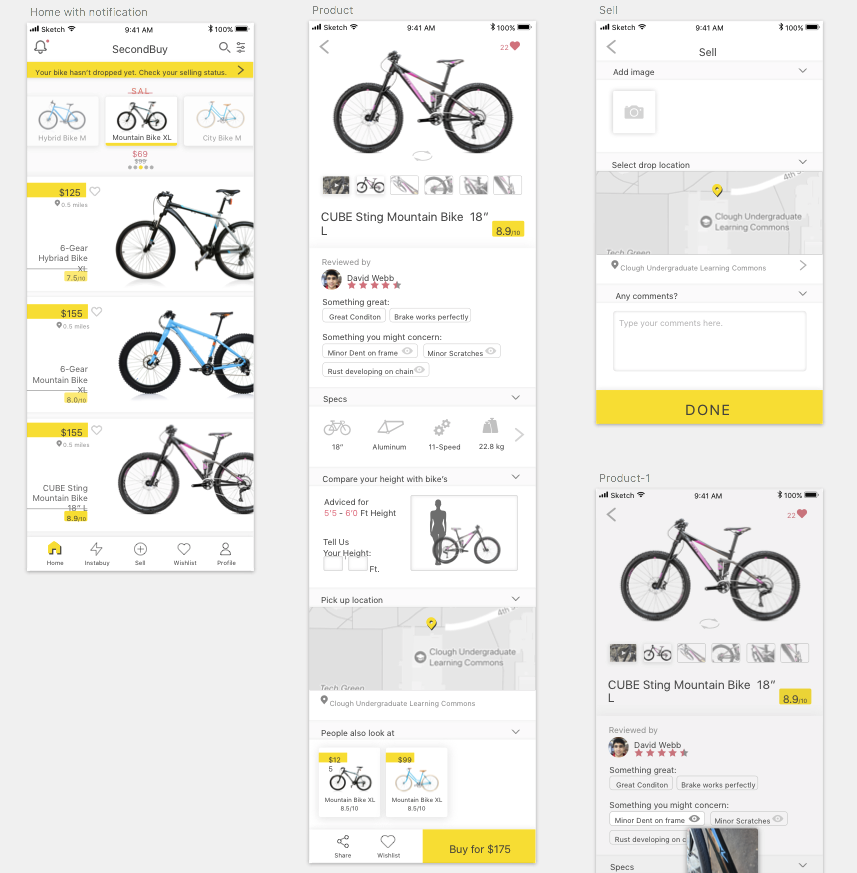 Home with notification
Sketch 9:41 AM 100%
SecondBuy
Your bike hasn't dropped yet. Check your selling status.
SAL
Hybrid Bike M
Mountain Bike XL
City Bike M
$69
$125
0.5 miles
6-Gear
Hybriad Bike
XL
7.5/10
$155
0.5 miles
6-Gear
Mountain Bike
XL
8.0/10
$155
0.5 miles
CUBE Sting
Mountain Bike
18" L
8.9/10
Home Instabuy Sell Wishlist Profile
Product
Sketch 9:41 AM 100%
22
CUBE Sting Mountain Bike 18"
L
8.9/10
Reviewed by
David Webb
Something great:
Great Conditon Brake works perfectly
Something you might concern:
Minor Dent on frame Minor Scratches
Rust developing on chain
Specs
18" Aluminum 11-Speed 22.8 kg
Compare your height with bike's
Adviced for
5'5 - 6'0 Ft Height
Tell Us
Your Height:
' Ft.
Pick up location
4th S
Clough Undergraduate
Learning Commons
Tech Green
Clough Undergraduate Learning Commons
People also look at
$12
5
Mountain Bike XL
8.5/10
$99
Mountain Bike XL
8.5/10
Share Wishlist Buy for $175
Sell
Sketch 9:41 AM 100%
Sell
Add image
Select drop location
4th S
Clough Undergraduate
Learning Commons
Tech Green
Clough Undergraduate Learning Commons
Any comments?
Type your comments here.
DONE
Product-1
Sketch 9:41 AM 100%
22
CUBE Sting Mountain Bike 18"
L
8.9/10
Reviewed by
David Webb
Something great:
Great Conditon Brake works perfectly
Something you might concern:
Minor Dent on frame Minor Scratches
Rust developing on c
Specs